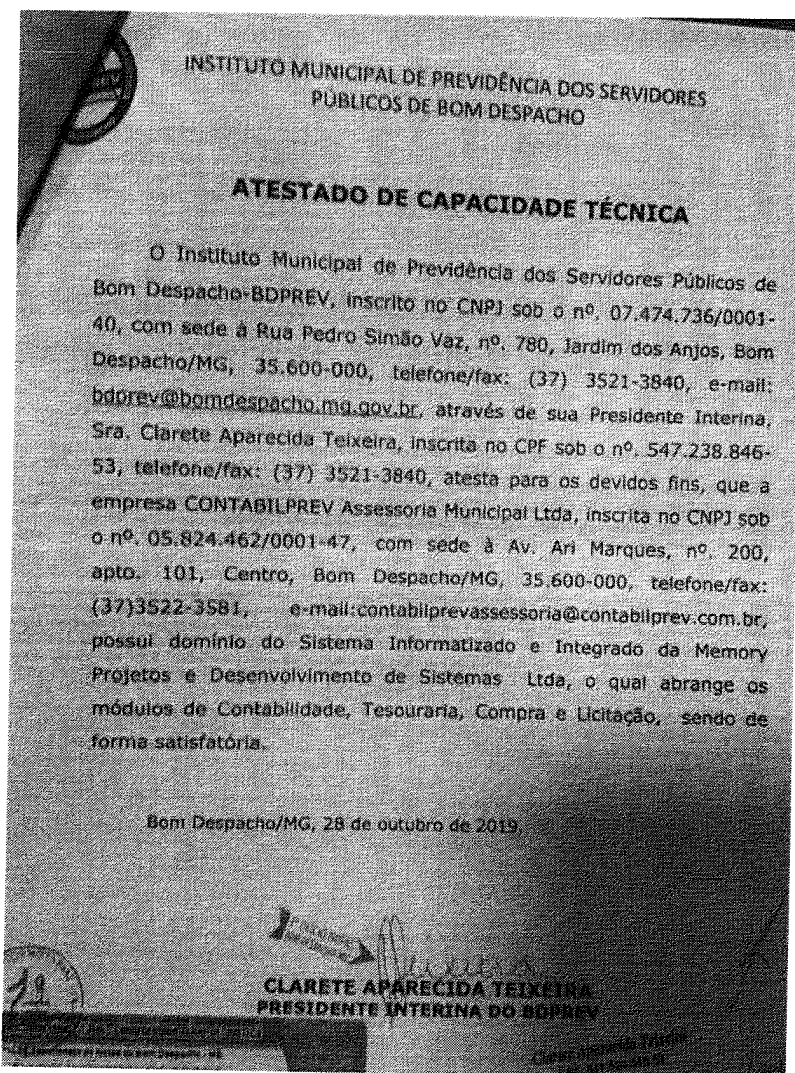 INSTITUTO MUNICIPAL DE PREVIDÊNCIA DOS SERVIDORES
PÚBLICOS DE BOM DESPACHO
ATESTADO DE CAPACIDADE TÉCNICA
O Instituto Municipal de Previdência dos Servidores Públicos de
Bom Despacho-BDPREV, inscrito no CNPJ sob o nº. 07.474.736/0001-
40, com sede à Rua Pedro Simão Vaz, nº. 780, Jardim dos Anjos, Bom
Despacho/MG, 35.600-000, telefone/fax: (37) 3521-3840, e-mail:
bdprev@bomdespacho.mg.gov.br, através de sua Presidente Interina,
Sra. Clarete Aparecida Teixeira, inscrita no CPF sob o nº. 547.238.846-
53, telefone/fax: (37) 3521-3840, atesta para os devidos fins, que a
empresa CONTABILPREV Assessoria Municipal Ltda, inscrita no CNPJ sob
o nº. 05.824.462/0001-47, com sede à Av. Ari Marques, nº. 200,
apto. 101, Centro, Bom Despacho/MG, 35.600-000, telefone/fax:
(37)3522-3581, e-mail:contabilprevassessoria@contabilprev.com.br,
possui domínio do Sistema Informatizado e Integrado da Memory
Projetos e Desenvolvimento de Sistemas Ltda, o qual abrange os
módulos de Contabilidade, Tesouraria, Compra e Licitação, sendo de
forma satisfatória.
Bom Despacho/MG, 28 de outubro de 2019.
CLARETE APARECIDA TEIXEIRA
PRESIDENTE INTERINA DO BDPREV
Clarete Aparecida Teixeira